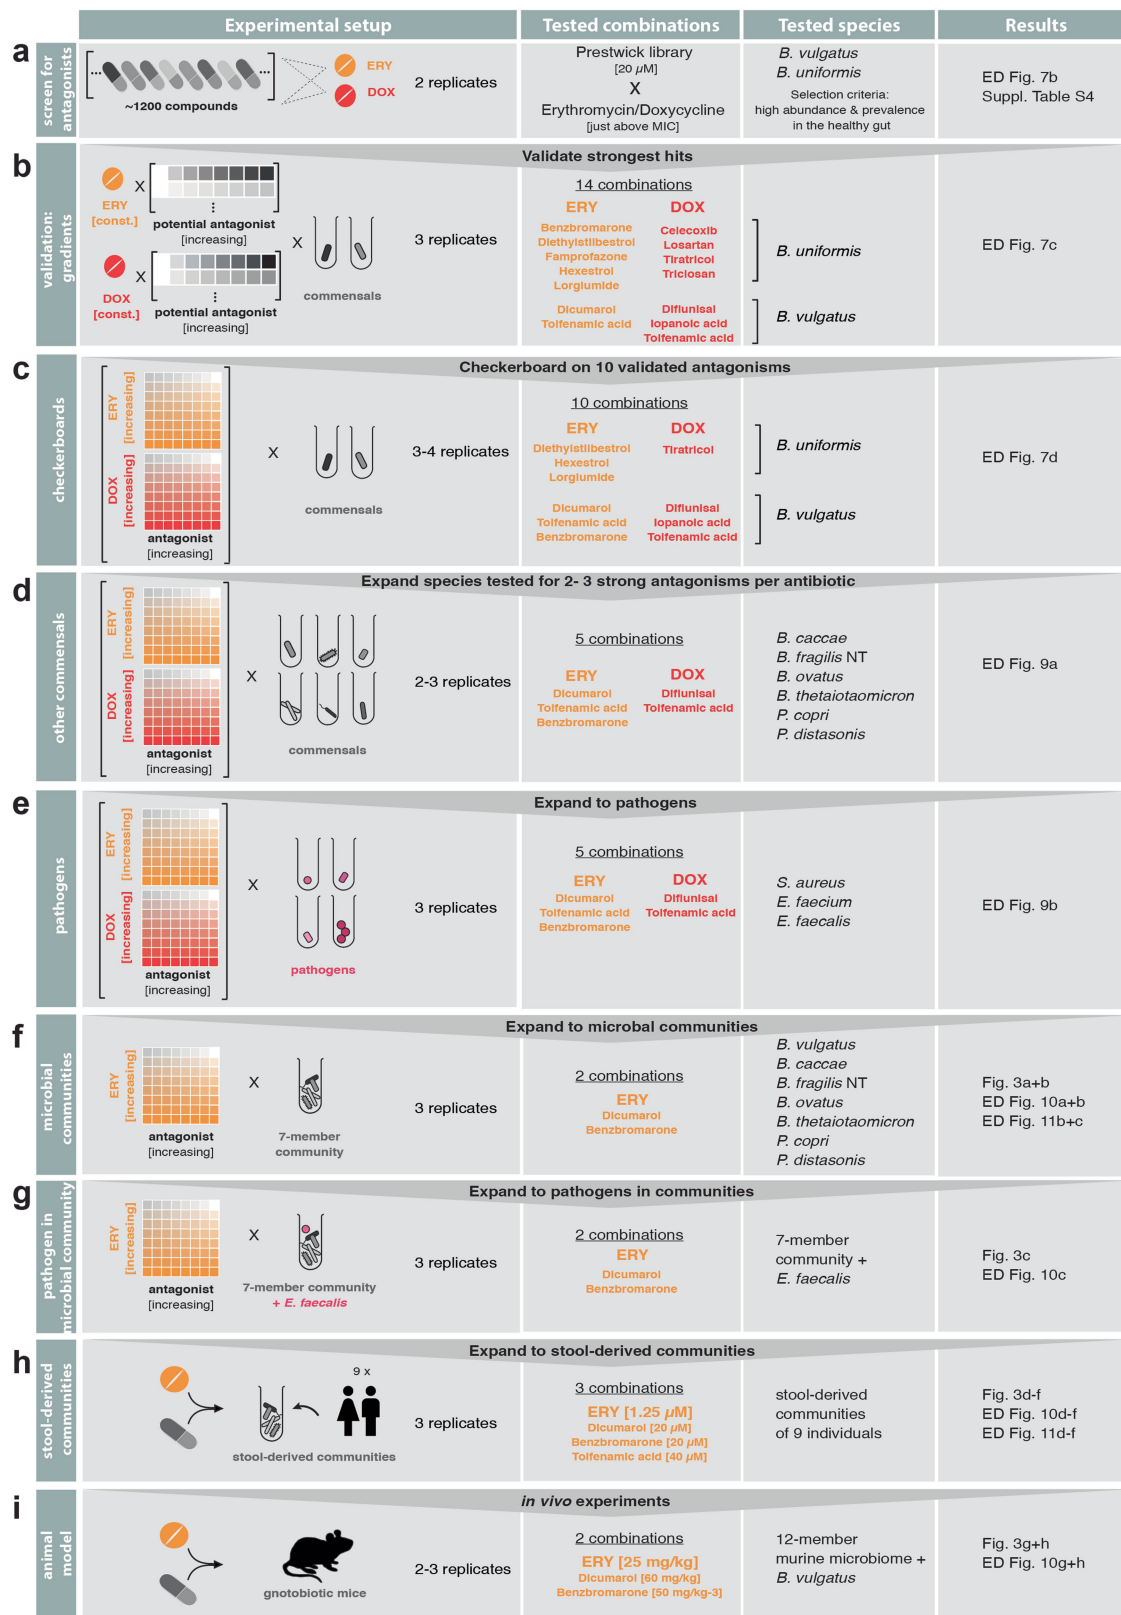 Experimental setup
Tested combinations
Tested species
Results
a
screen for
antagonists
...
...
~1200 compounds
ERY
DOX
2 replicates
Prestwick library
[20 µM]
X
Erythromycin/Doxycycline
[just above MIC]
B. vulgatus
B. uniformis
Selection criteria:
high abundance & prevalence
in the healthy gut
ED Fig. 7b
Suppl. Table S4
b
validation:
gradients
Validate strongest hits
ERY
[const.]
X
...
potential antagonist
[increasing]
DOX
[const.]
X
...
potential antagonist
[increasing]
X
commensals
3 replicates
14 combinations
ERY
Benzbromarone
Diethylstilbestrol
Famprofazone
Hexestrol
Lorglumide
DOX
Celecoxib
Losartan
Tiratricol
Triclosan
B. uniformis
Dicumarol
Tolfenamic acid
Diflunisal
Iopanoic acid
Tolfenamic acid
B. vulgatus
ED Fig. 7c
c
checkerboards
Checkerboard on 10 validated antagonisms
ERY
[increasing]
DOX
[increasing]
antagonist
[increasing]
X
commensals
3-4 replicates
10 combinations
ERY
Diethylstilbestrol
Hexestrol
Lorglumide
DOX
Tiratricol
B. uniformis
Dicumarol
Tolfenamic acid
Benzbromarone
Diflunisal
Iopanoic acid
Tolfenamic acid
B. vulgatus
ED Fig. 7d
d
other commensals
Expand species tested for 2- 3 strong antagonisms per antibiotic
ERY
[increasing]
DOX
[increasing]
antagonist
[increasing]
X
commensals
2-3 replicates
5 combinations
ERY
Dicumarol
Tolfenamic acid
Benzbromarone
DOX
Diflunisal
Tolfenamic acid
B. caccae
B. fragilis NT
B. ovatus
B. thetaiotaomicron
P. copri
P. distasonis
ED Fig. 9a
e
pathogens
Expand to pathogens
ERY
[increasing]
DOX
[increasing]
antagonist
[increasing]
X
pathogens
3 replicates
5 combinations
ERY
Dicumarol
Tolfenamic acid
Benzbromarone
DOX
Diflunisal
Tolfenamic acid
S. aureus
E. faecium
E. faecalis
ED Fig. 9b
f
microbial
communities
Expand to microbal communities
ERY
[increasing]
antagonist
[increasing]
X
7-member
community
3 replicates
2 combinations
ERY
Dicumarol
Benzbromarone
B. vulgatus
B. caccae
B. fragilis NT
B. ovatus
B. thetaiotaomicron
P. copri
P. distasonis
Fig. 3a+b
ED Fig. 10a+b
ED Fig. 11b+c
g
pathogen in
microbial community
Expand to pathogens in communities
ERY
[increasing]
antagonist
[increasing]
X
7-member community
+ E. faecalis
3 replicates
2 combinations
ERY
Dicumarol
Benzbromarone
7-member
community +
E. faecalis
Fig. 3c
ED Fig. 10c
h
stool-derived
communities
Expand to stool-derived communities
9 x
stool-derived communities
3 replicates
3 combinations
ERY [1.25 µM]
Dicumarol [20 µM]
Benzbromarone [20 µM]
Tolfenamic acid [40 µM]
stool-derived
communities
of 9 individuals
Fig. 3d-f
ED Fig. 10d-f
ED Fig. 11d-f
i
animal
model
in vivo experiments
gnotobiotic mice
2-3 replicates
2 combinations
ERY [25 mg/kg]
Dicumarol [60 mg/kg]
Benzbromarone [50 mg/kg-3]
12-member
murine microbiome +
B. vulgatus
Fig. 3g+h
ED Fig. 10g+h